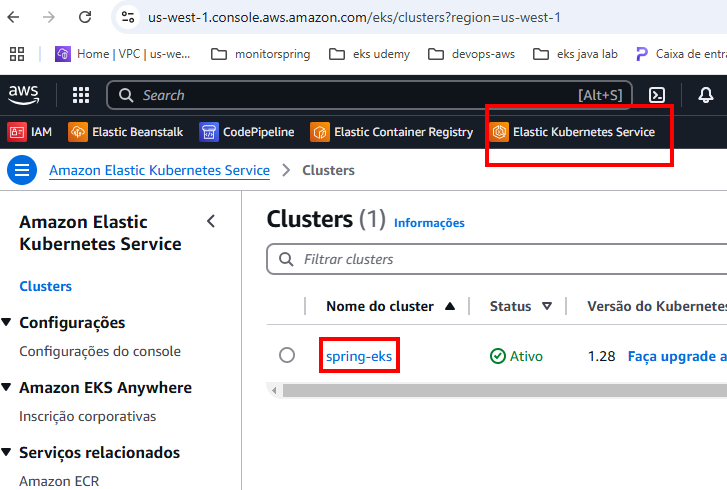 us-west-1.console.aws.amazon.com/eks/clusters?region=us-west-1
Home | VPC | us-we... monitorspring eks udemy devops-aws eks java lab Caixa de entra
aws Search [Alt+S]
IAM Elastic Beanstalk CodePipeline Elastic Container Registry Elastic Kubernetes Service
Amazon Elastic Kubernetes Service > Clusters
Amazon Elastic
Kubernetes Service
Clusters
Configurações
Configurações do console
Amazon EKS Anywhere
Inscrição corporativas
Serviços relacionados
Amazon ECR
Clusters (1) Informações
Filtrar clusters
Nome do cluster Status Versão do Kubernetes
spring-eks Ativo 1.28 Faça upgrade a